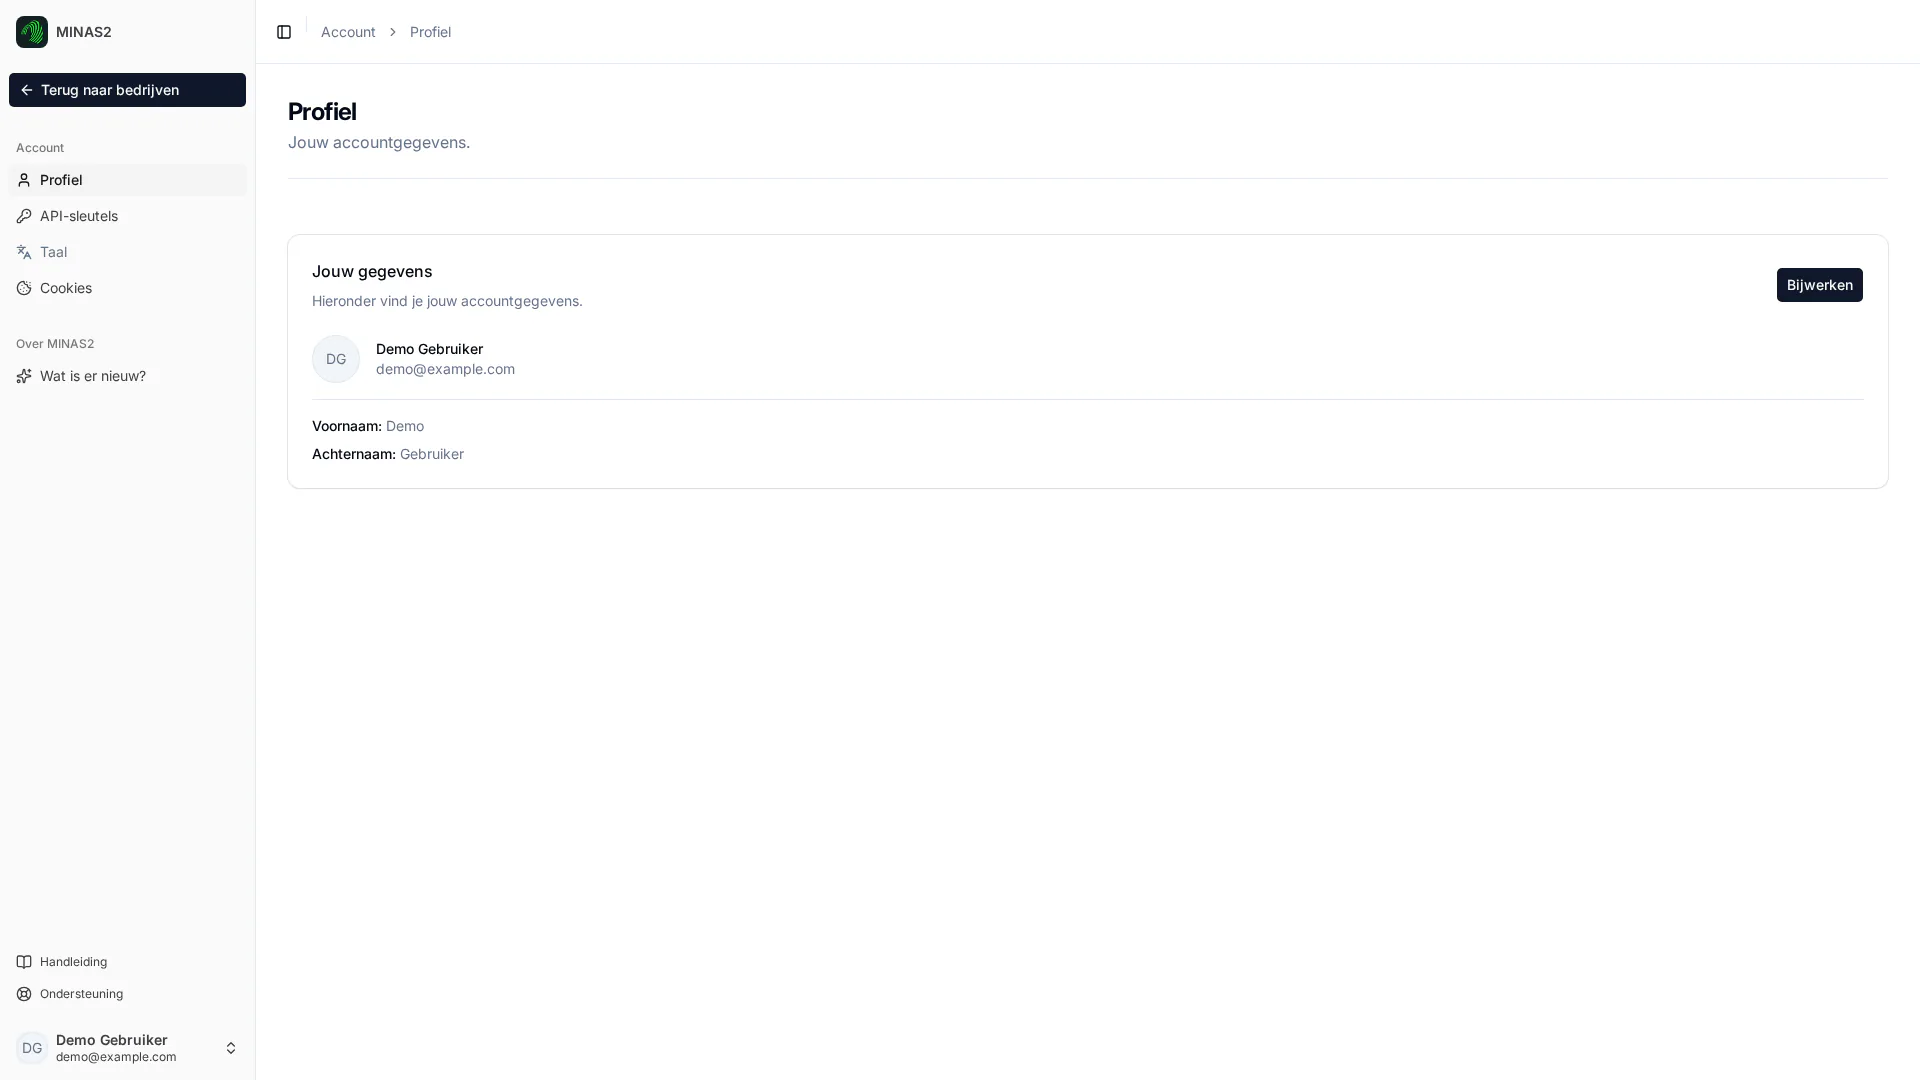 MINAS2
Terug naar bedrijven
Account
Profiel
API-sleutels
Taal
Cookies
Over MINAS2
Wat is er nieuw?
Handleiding
Ondersteuning
DG
Demo Gebruiker
demo@example.com
Account > Profiel
Profiel
Jouw accountgegevens.
Jouw gegevens
Hieronder vind je jouw accountgegevens.
Bijwerken
DG
Demo Gebruiker
demo@example.com
Voornaam: Demo
Achternaam: Gebruiker